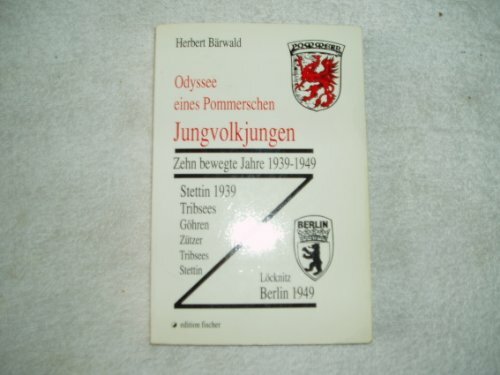 Herbert Bärwald
POMMERN
Odyssee
eines Pommerschen
Jungvolkjungen
Zehn bewegte Jahre 1939-1949
Stettin 1939
Tribsees
Göhren
Zützer
Tribsees
Stettin
BERLIN
Löcknitz
Berlin 1949
edition fischer